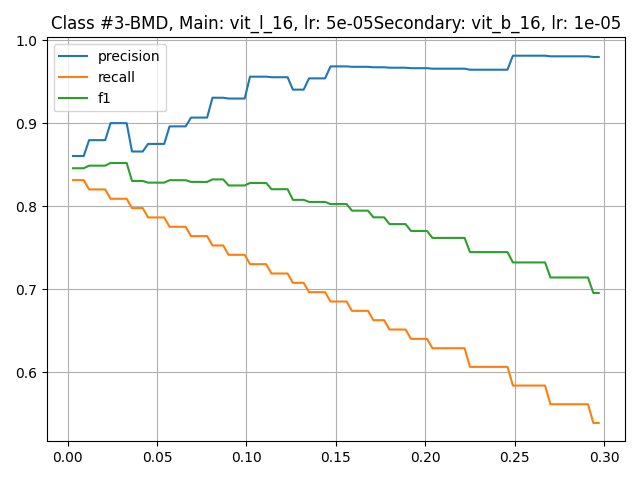 Class #3-BMD, Main: vit_l_16, lr: 5e-05Secondary: vit_b_16, lr: 1e-05
1.0
0.9
0.8
0.7
0.6
precision
recall
f1
0.00 0.05 0.10 0.15 0.20 0.25 0.30